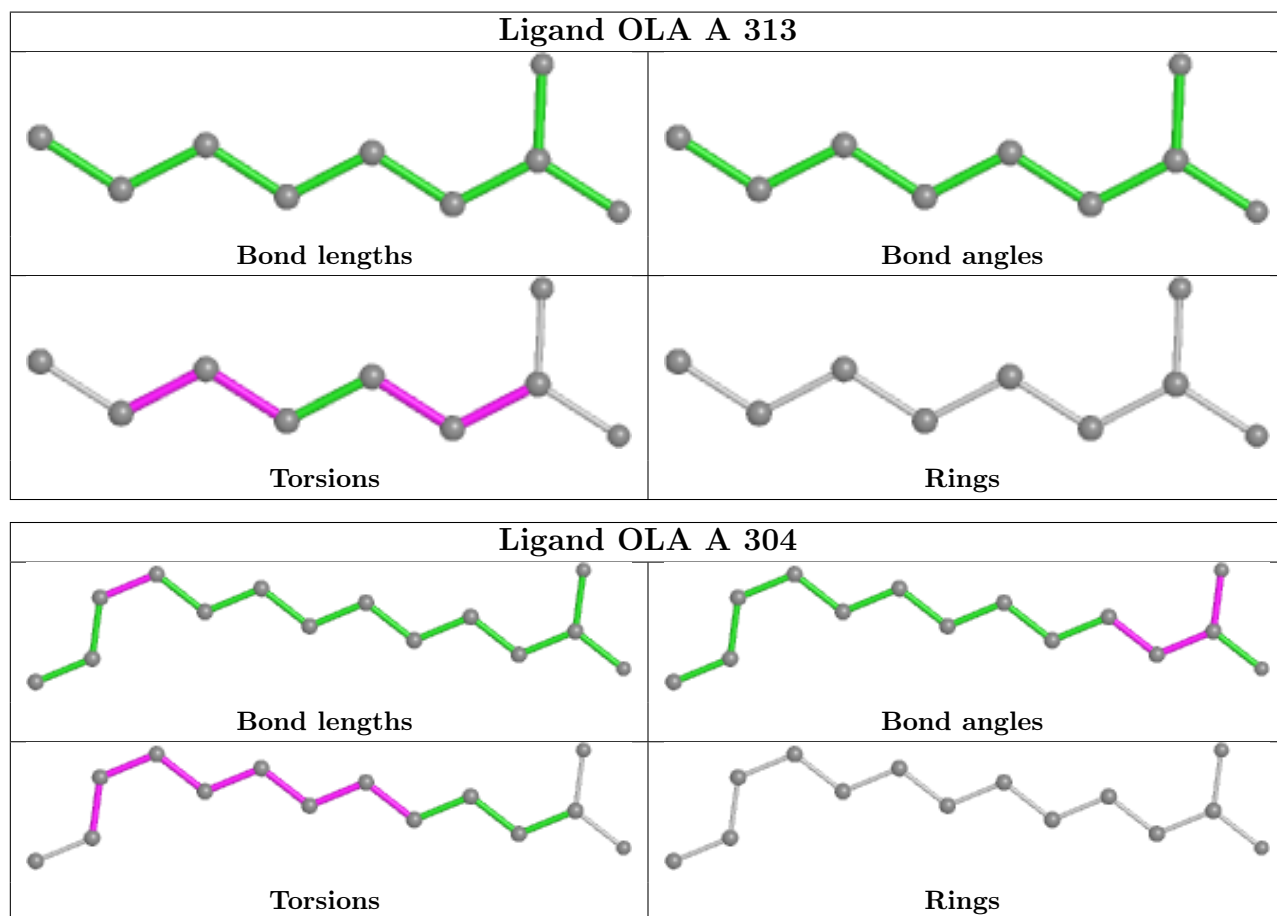 Ligand OLA A 313
Bond lengths
Bond angles
Torsions
Rings
Ligand OLA A 304
Bond lengths
Bond angles
Torsions
Rings